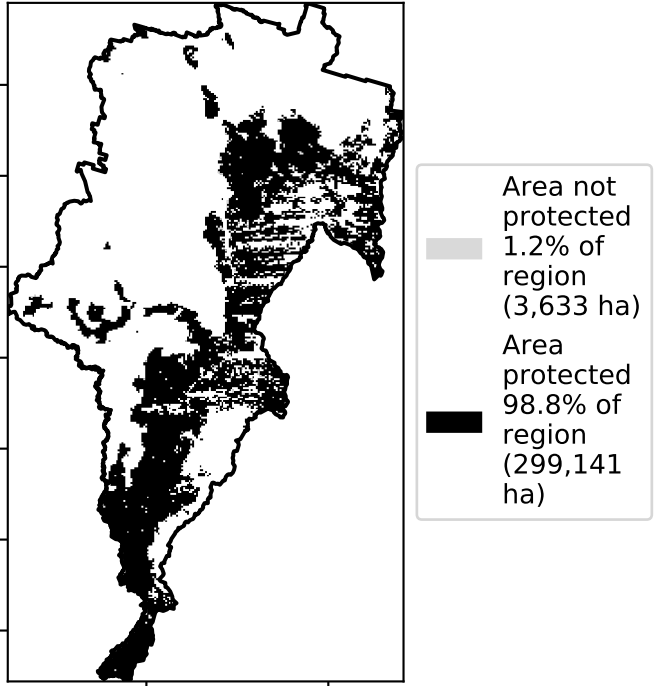 Area not
protected
1.2% of
region
(3,633 ha)
Area
protected
98.8% of
region
(299,141
ha)